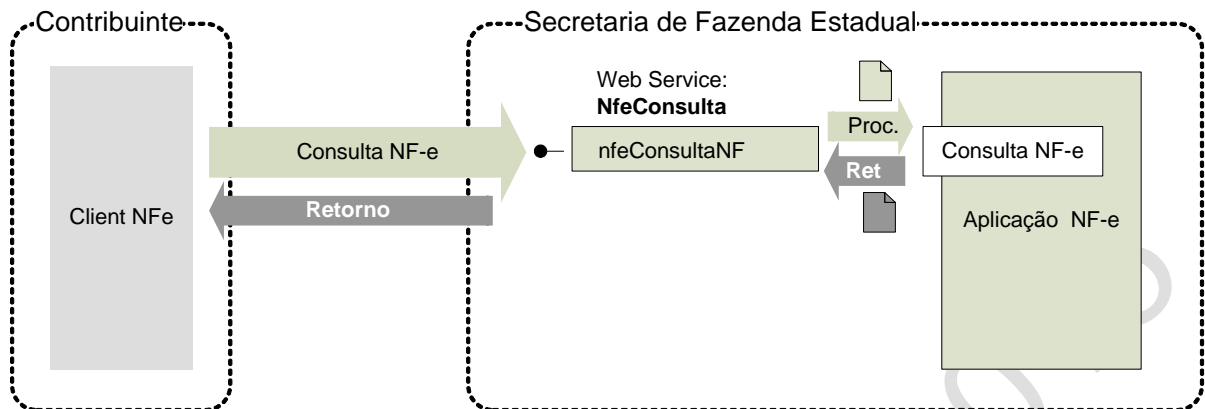 Contribuinte
Secretaria de Fazenda Estadual
Client NFe
Consulta NF-e
Retorno
Web Service:
NfeConsulta
nfeConsultaNF
Proc.
Ret
Consulta NF-e
Aplicação NF-e